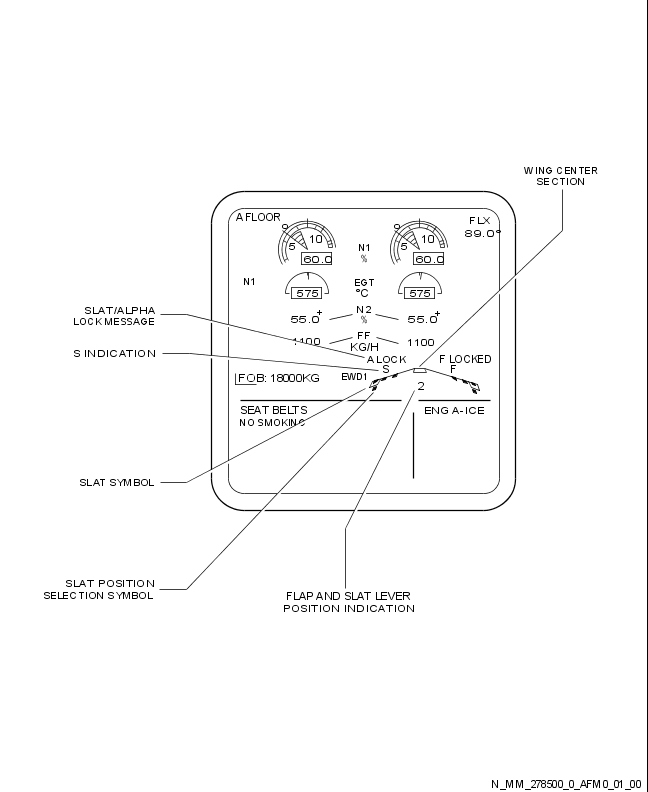 WING CENTER
SECTION
A FLOOR
FLX
89.0°
0
5
10
0
5
10
N1
%
60.0
60.0
N1
EGT
°C
575
575
55.0+
N2
%
55.0+
SLAT/ALPHA
LOCK MESSAGE
1100
FF
KG/H
1100
S INDICATION
A LOCK
S
F LOCKED
F
FOB: 18000KG
EWD1
2
SEAT BELTS
NO SMOKING
ENG A-ICE
SLAT SYMBOL
SLAT POSITION
SELECTION SYMBOL
FLAP AND SLAT LEVER
POSITION INDICATION
N_MM_278500_0_AFM0_01_00